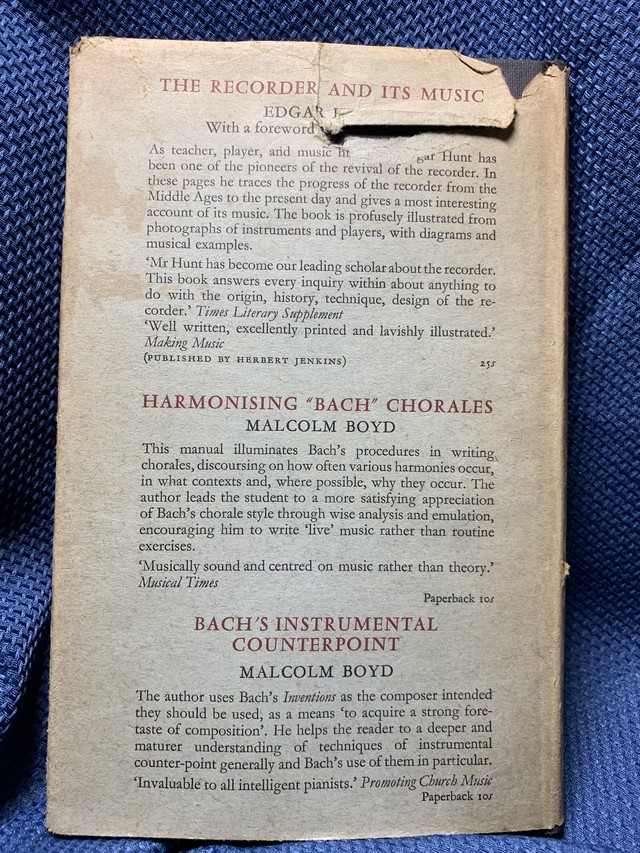 THE RECORDER AND ITS MUSIC
EDGAR
With a foreword
As teacher, player, and music Hunt has
been one of the pioneers of the revival of the recorder. In
these pages he traces the progress of the recorder from the
Middle Ages to the present day and gives a most interesting
account of its music. The book is profusely illustrated from
photographs of instruments and players, with diagrams and
musical examples.
‘Mr Hunt has become our leading scholar about the recorder.
This book answers every inquiry within about anything to
do with the origin, history, technique, design of the re-
corder.’ Times Literary Supplement
‘Well written, excellently printed and lavishly illustrated.’
Making Music
(PUBLISHED BY HERBERT JENKINS) 25s
HARMONISING "BACH" CHORALES
MALCOLM BOYD
This manual illuminates Bach’s procedures in writing
chorales, discoursing on how often various harmonies occur,
in what contexts and, where possible, why they occur. The
author leads the student to a more satisfying appreciation
of Bach’s chorale style through wise analysis and emulation,
encouraging him to write ‘live’ music rather than routine
exercises.
‘Musically sound and centred on music rather than theory.’
Musical Times
Paperback 10s
BACH’S INSTRUMENTAL
COUNTERPOINT
MALCOLM BOYD
The author uses Bach’s Inventions as the composer intended
they should be used, as a means ‘to acquire a strong fore-
taste of composition’. He helps the reader to a deeper and
maturer understanding of techniques of instrumental
counter-point generally and Bach’s use of them in particular.
‘Invaluable to all intelligent pianists.’ Promoting Church Music
Paperback 10s